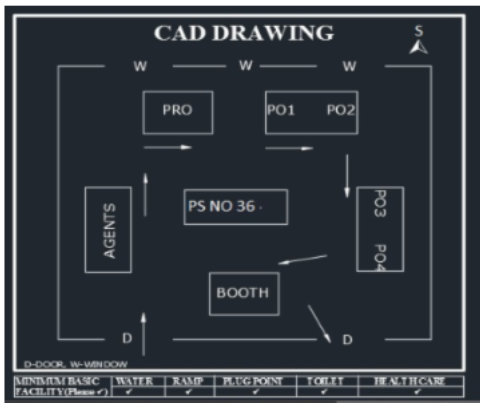 CAD DRAWING
S
W W W
PRO
PO1 PO2
AGENTS
PS NO 36
PO3
PO4
BOOTH
D D
D-DOOR, W-WINDOW
MINIMUM BASIC FACILITY(Please ✓) WATER RAMP PLUG POINT TOILET HEALTH CARE
✓ ✓ ✓ ✓ ✓